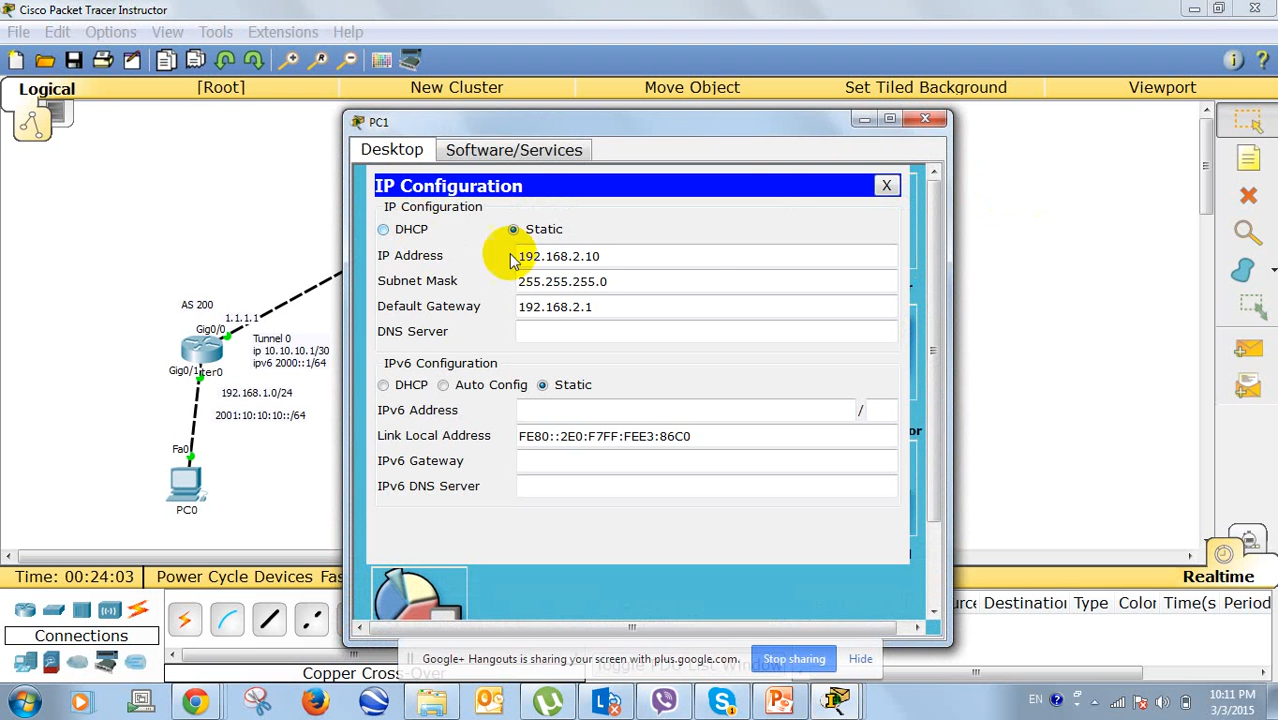 Cisco Packet Tracer Instructor
File Edit Options View Tools Extensions Help
Logical [Root] New Cluster Move Object Set Tiled Background Viewport
PC1
Desktop Software/Services
IP Configuration X
IP Configuration
DHCP Static
IP Address 192.168.2.10
Subnet Mask 255.255.255.0
Default Gateway 192.168.2.1
DNS Server
IPv6 Configuration
DHCP Auto Config Static
IPv6 Address /
Link Local Address FE80::2E0:F7FF:FEE3:86C0
IPv6 Gateway
IPv6 DNS Server
AS 200
1.1.1.1
Gig0/0
Tunnel 0
ip 10.10.10.1/30
ipv6 2000::1/64
Gig0/1 ter0
192.168.1.0/24
2001:10:10:10::/64
Fa0
PC0
Time: 00:24:03 Power Cycle Devices Fas
Realtime
Connections
Destination Type Color Time(s Period
Copper Cross-Over
Google+ Hangouts is sharing your screen with plus.google.com. Stop sharing Hide
EN
10:11 PM
3/3/2015